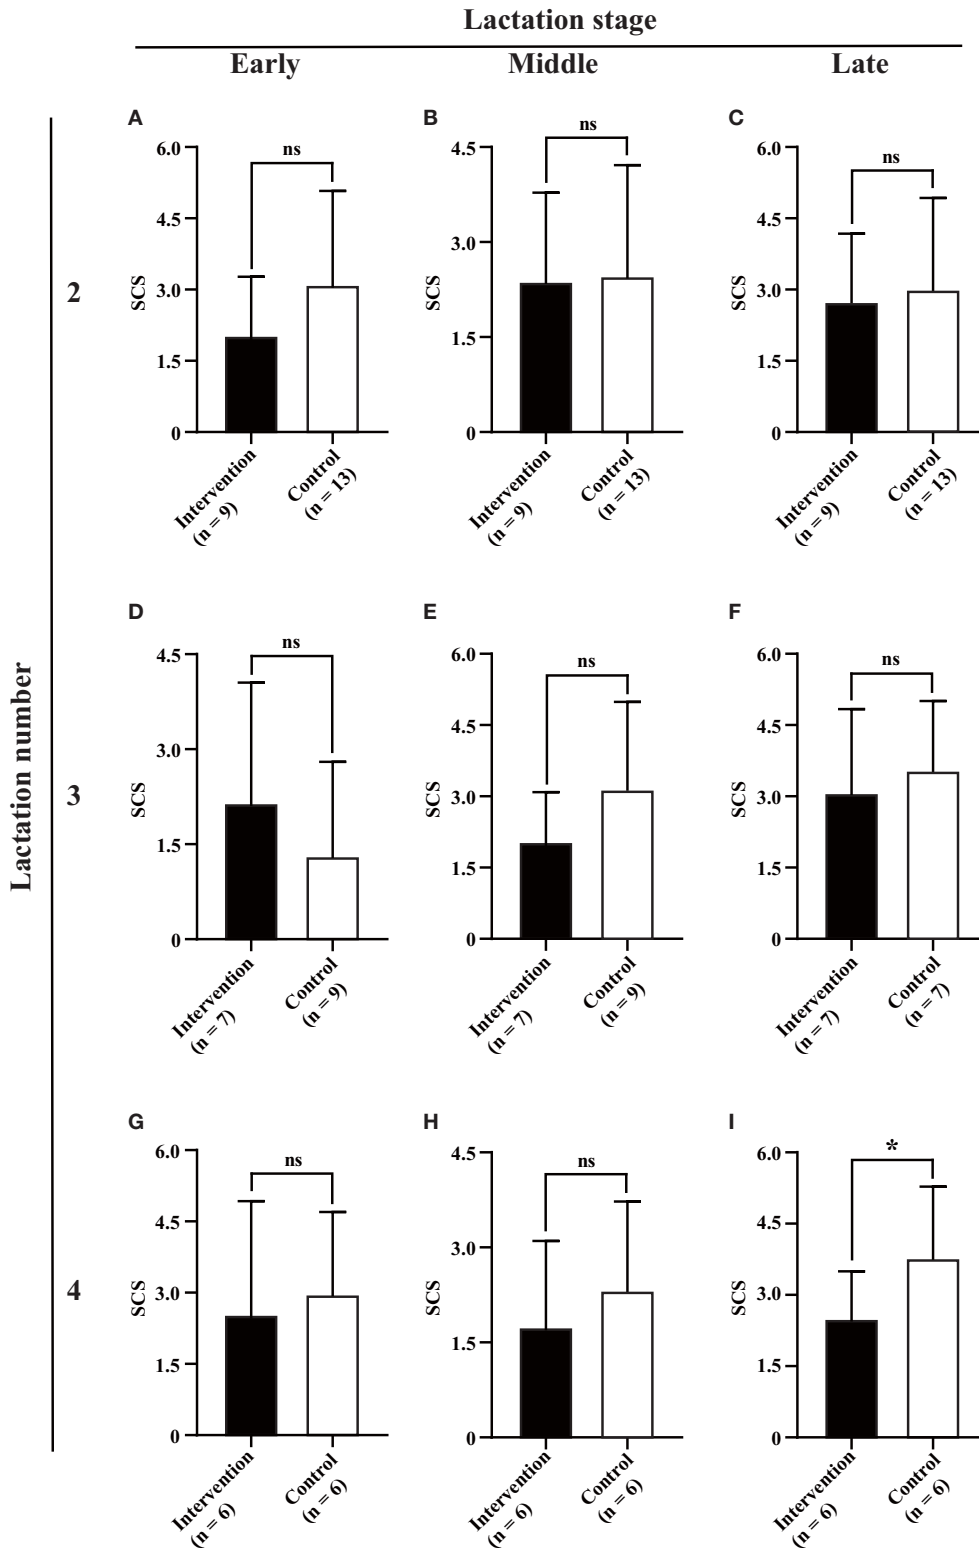 Lactation stage
Early Middle Late
Lactation number
2
A
6.0
4.5
3.0
1.5
0
SCS
ns
Intervention
(n = 9)
Control
(n = 13)
B
4.5
3.0
1.5
0
SCS
ns
Intervention
(n = 9)
Control
(n = 13)
C
6.0
4.5
3.0
1.5
0
SCS
ns
Intervention
(n = 9)
Control
(n = 13)
3
D
4.5
3.0
1.5
0
SCS
ns
Intervention
(n = 7)
Control
(n = 9)
E
6.0
4.5
3.0
1.5
0
SCS
ns
Intervention
(n = 7)
Control
(n = 9)
F
6.0
4.5
3.0
1.5
0
SCS
ns
Intervention
(n = 7)
Control
(n = 7)
4
G
6.0
4.5
3.0
1.5
0
SCS
ns
Intervention
(n = 6)
Control
(n = 6)
H
4.5
3.0
1.5
0
SCS
ns
Intervention
(n = 6)
Control
(n = 6)
I
6.0
4.5
3.0
1.5
0
SCS
*
Intervention
(n = 6)
Control
(n = 6)